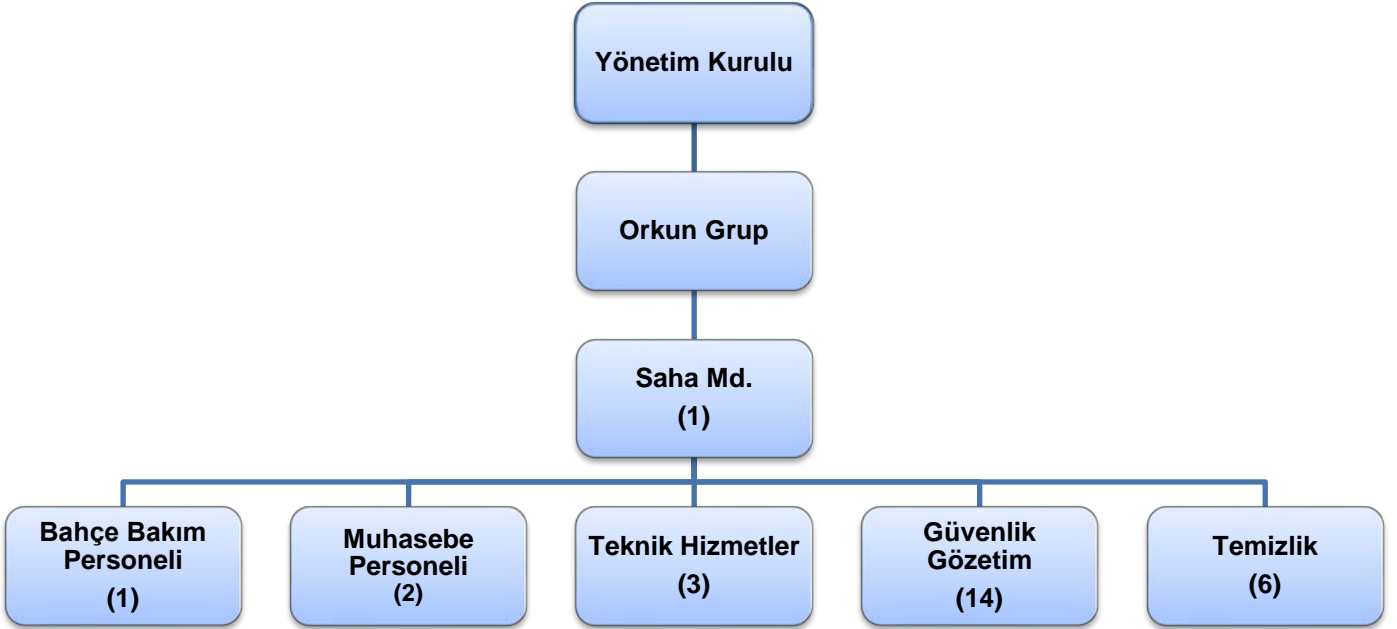 Yönetim Kurulu
Orkun Grup
Saha Md.
(1)
Bahçe Bakım
Personeli
(1)
Muhasebe
Personeli
(2)
Teknik Hizmetler
(3)
Güvenlik
Gözetim
(14)
Temizlik
(6)